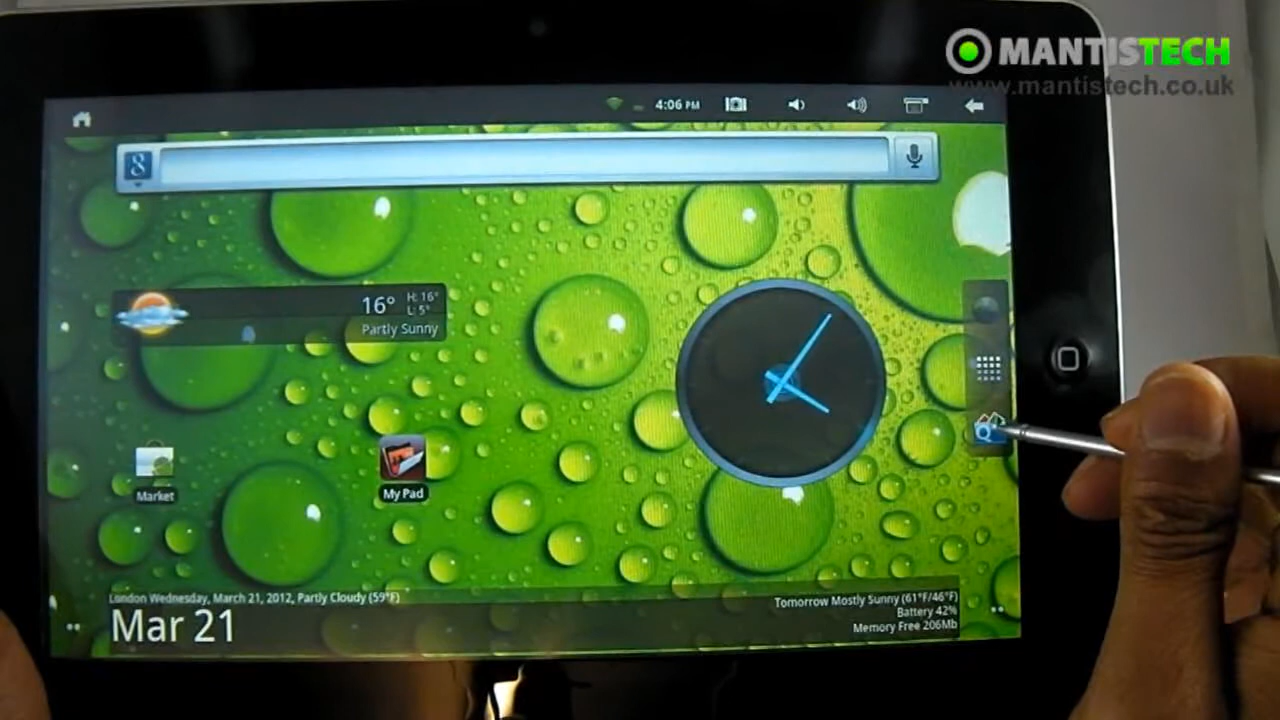 MANTISTECH
www.mantistech.co.uk
4:06 PM
8
16°
H: 16°
L: 5°
Partly Sunny
Market
My Pad
London Wednesday, March 21, 2012, Partly Cloudy (59°F)
Mar 21
Tomorrow Mostly Sunny (61°F/46°F)
Battery 42%
Memory Free 206Mb